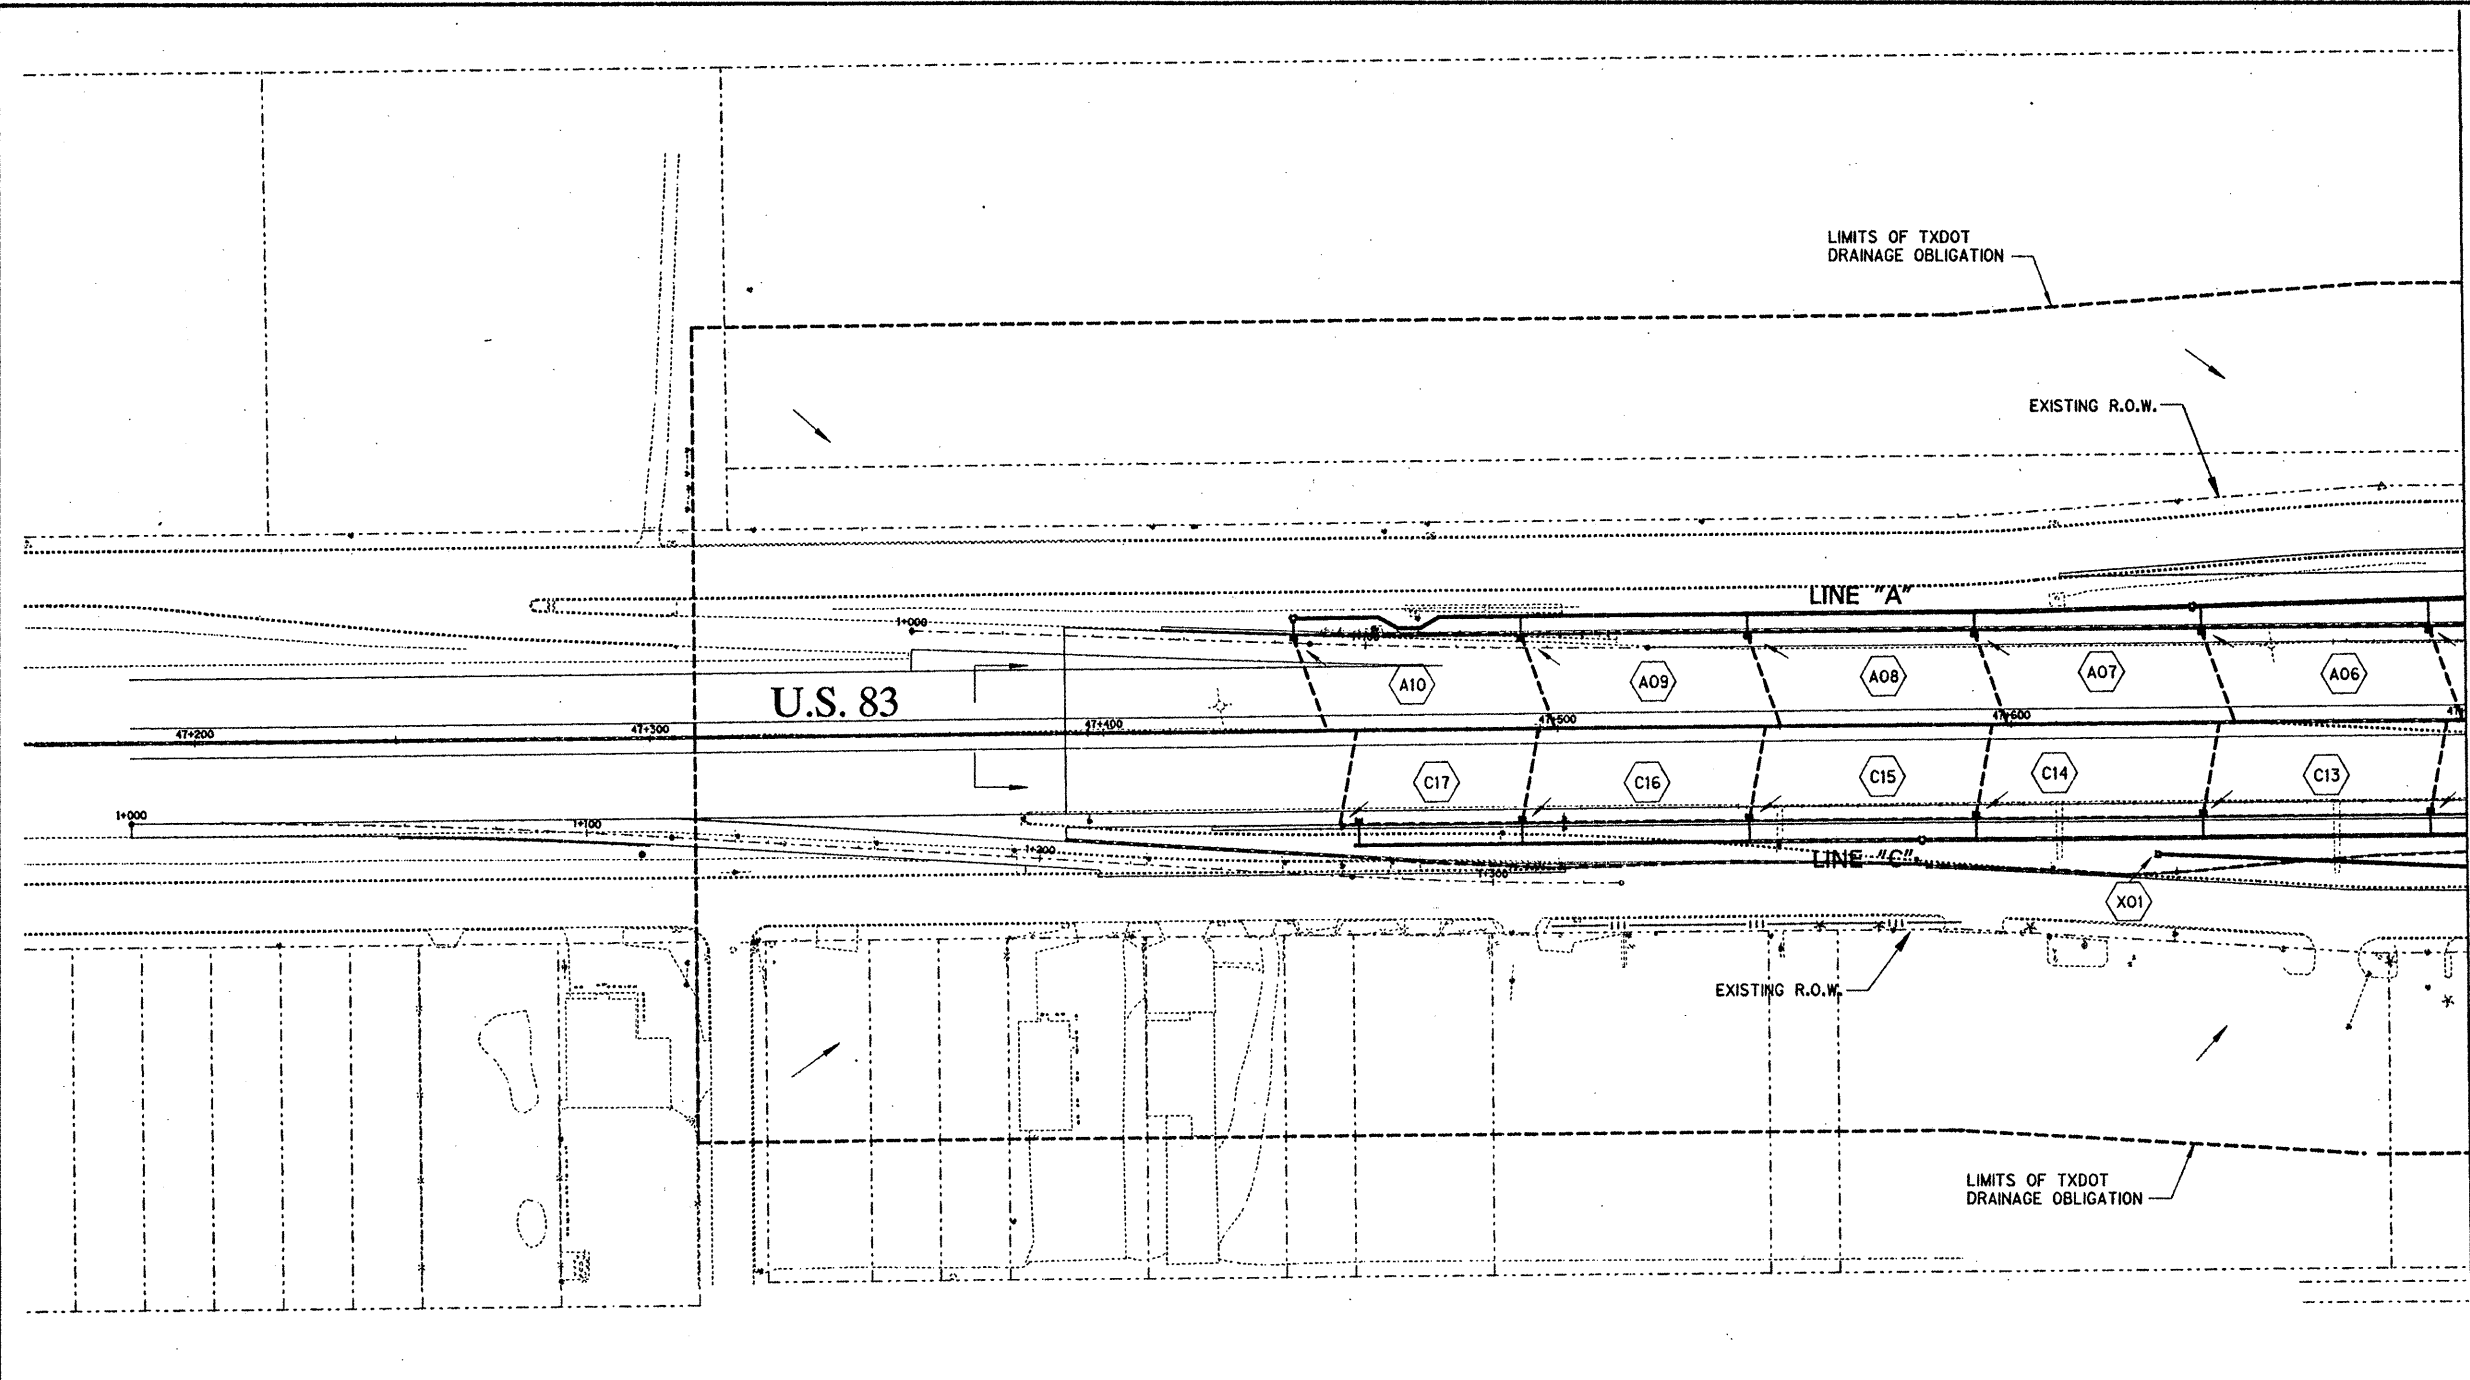 LIMITS OF TXDOT
DRAINAGE OBLIGATION
EXISTING R.O.W.
LINE "A"
1+000
A10
A09
A08
A07
A06
U.S. 83
47+200
47+300
47+400
47+500
47+600
C17
C16
C15
C14
C13
1+000
1+100
1+200
1+300
LINE "C"
X01
EXISTING R.O.W.
LIMITS OF TXDOT
DRAINAGE OBLIGATION